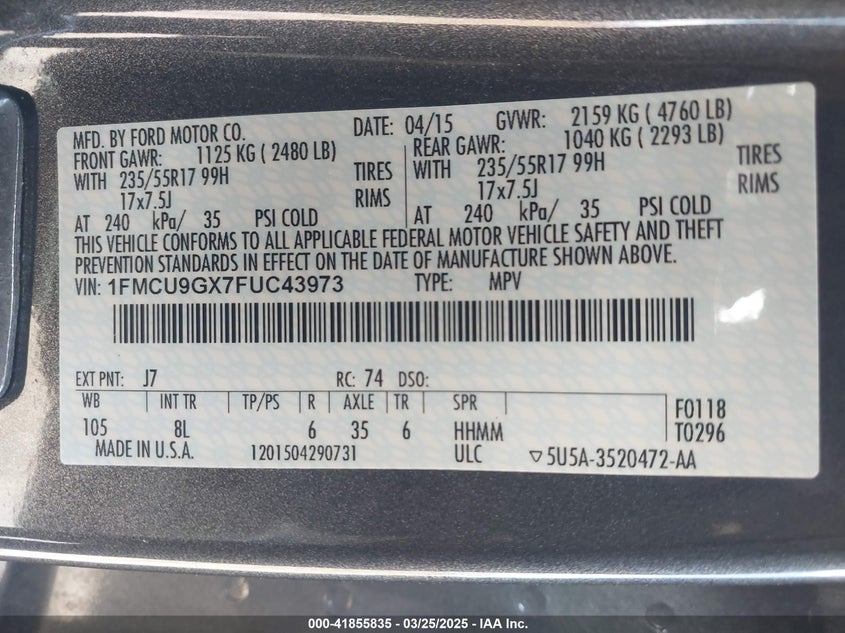 MFD. BY FORD MOTOR CO. DATE: 04/15 GVWR: 2159 KG ( 4760 LB)
FRONT GAWR: 1125 KG ( 2480 LB) REAR GAWR: 1040 KG ( 2293 LB)
WITH 235/55R17 99H TIRES WITH 235/55R17 99H TIRES
17x7.5J RIMS 17x7.5J RIMS
AT 240 kPa/ 35 PSI COLD AT 240 kPa/ 35 PSI COLD
THIS VEHICLE CONFORMS TO ALL APPLICABLE FEDERAL MOTOR VEHICLE SAFETY AND THEFT
PREVENTION STANDARDS IN EFFECT ON THE DATE OF MANUFACTURE SHOWN ABOVE.
VIN: 1FMCU9GX7FUC43973 TYPE: MPV
EXT PNT: J7 RC: 74 DSO:
WB INT TR TP/PS R AXLE TR SPR F0118
105 8L 6 35 6 HHMM T0296
MADE IN U.S.A. 1201504290731 ULC ▽5U5A-3520472-AA
000-41855835 - 03/25/2025 - IAA Inc.